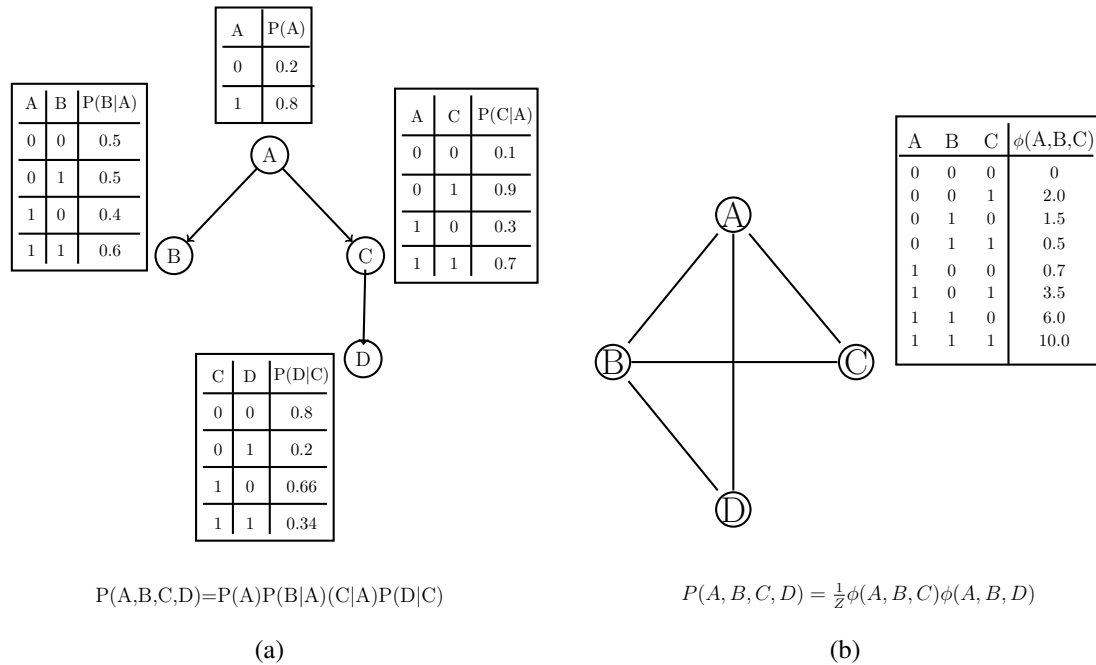 A P(A)
0 0.2
1 0.8
A B P(B|A)
0 0 0.5
0 1 0.5
1 0 0.4
1 1 0.6
A C P(C|A)
0 0 0.1
0 1 0.9
1 0 0.3
1 1 0.7
A
B
C
D
C D P(D|C)
0 0 0.8
0 1 0.2
1 0 0.66
1 1 0.34
P(A,B,C,D)=P(A)P(B|A)(C|A)P(D|C)
(a)
A B C ϕ(A,B,C)
0 0 0 0
0 0 1 2.0
0 1 0 1.5
0 1 1 0.5
1 0 0 0.7
1 0 1 3.5
1 1 0 6.0
1 1 1 10.0
A
B
C
D
P(A, B, C, D) = 1/Z ϕ(A, B, C)ϕ(A, B, D)
(b)